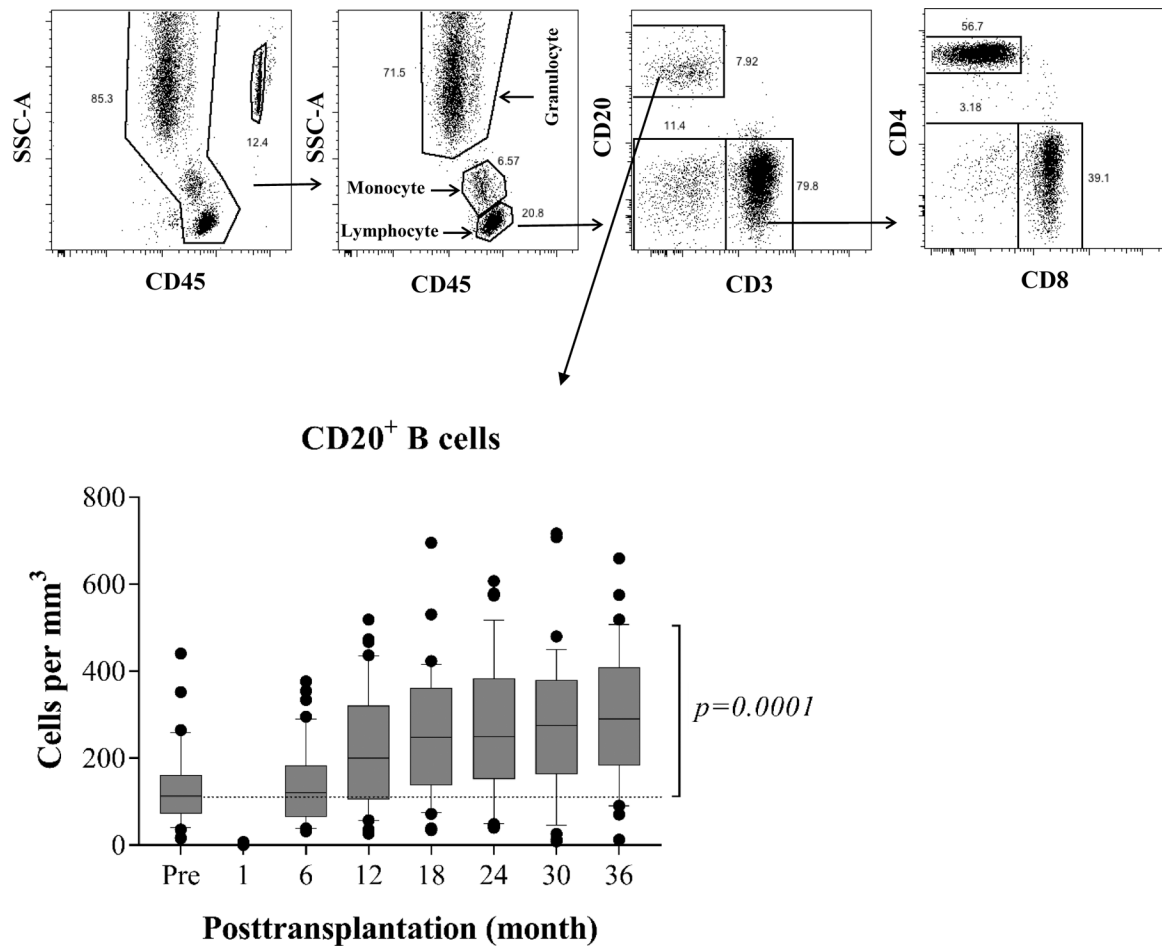 SSC-A
85.3
12.4
CD45
SSC-A
71.5
Granulocyte
6.57
Monocyte
Lymphocyte
20.8
CD45
CD20
7.92
11.4
79.8
CD3
CD4
56.7
3.18
39.1
CD8
CD20+ B cells
Cells per mm³
800
600
400
200
0
p=0.0001
Pre 1 6 12 18 24 30 36
Posttransplantation (month)